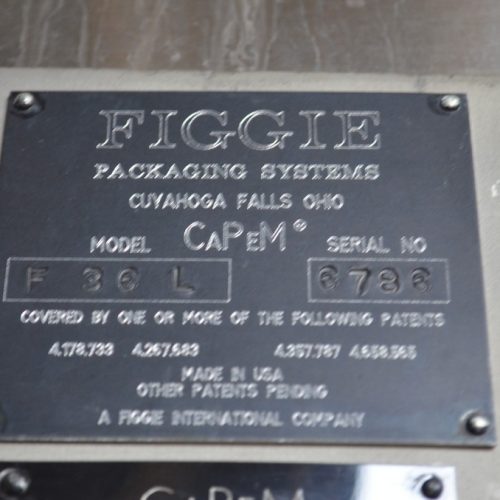 FIGGIE
PACKAGING SYSTEMS
CUYAHOGA FALLS OHIO
MODEL CAPEM® SERIAL NO
F 36 L 6786
COVERED BY ONE OR MORE OF THE FOLLOWING PATENTS
4,178,733 4,267,683 4,357,787 4,658,565
MADE IN USA
OTHER PATENTS PENDING
A FIGGIE INTERNATIONAL COMPANY
CAPEM